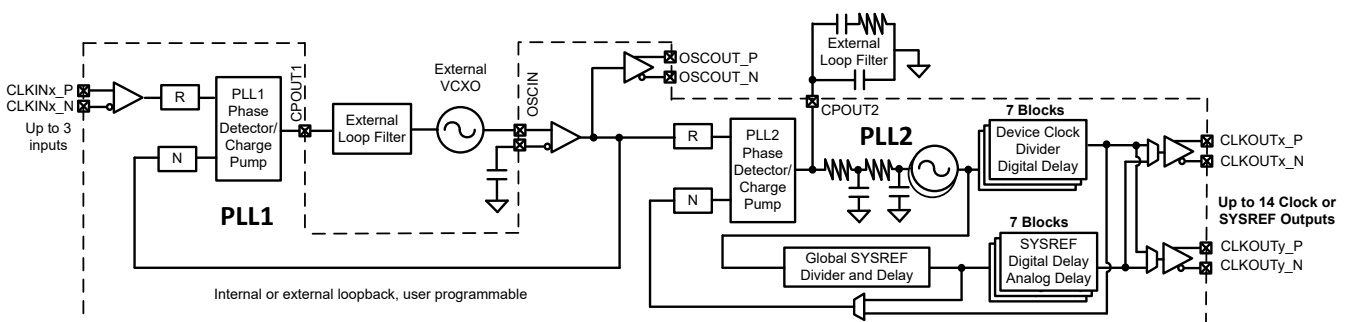 CLKINx_P
CLKINx_N
Up to 3
inputs
R
N
PLL1
Phase
Detector/
Charge
Pump
PLL1
CPOUT1
External
Loop Filter
External
VCXO
OSCIN
OSCOUT_P
OSCOUT_N
External
Loop Filter
CPOUT2
R
N
PLL2
Phase
Detector/
Charge
Pump
PLL2
7 Blocks
Device Clock
Divider
Digital Delay
7 Blocks
SYSREF
Digital Delay
Analog Delay
Global SYSREF
Divider and Delay
CLKOUTx_P
CLKOUTx_N
Up to 14 Clock or
SYSREF Outputs
CLKOUTy_P
CLKOUTy_N
Internal or external loopback, user programmable